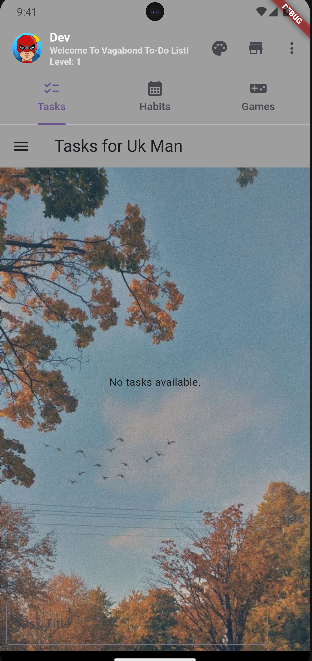 9:41
DEBUG
Dev
Welcome To Vagabond To-Do List!
Level: 1
Tasks
Habits
Games
Tasks for Uk Man
No tasks available.
Task Title